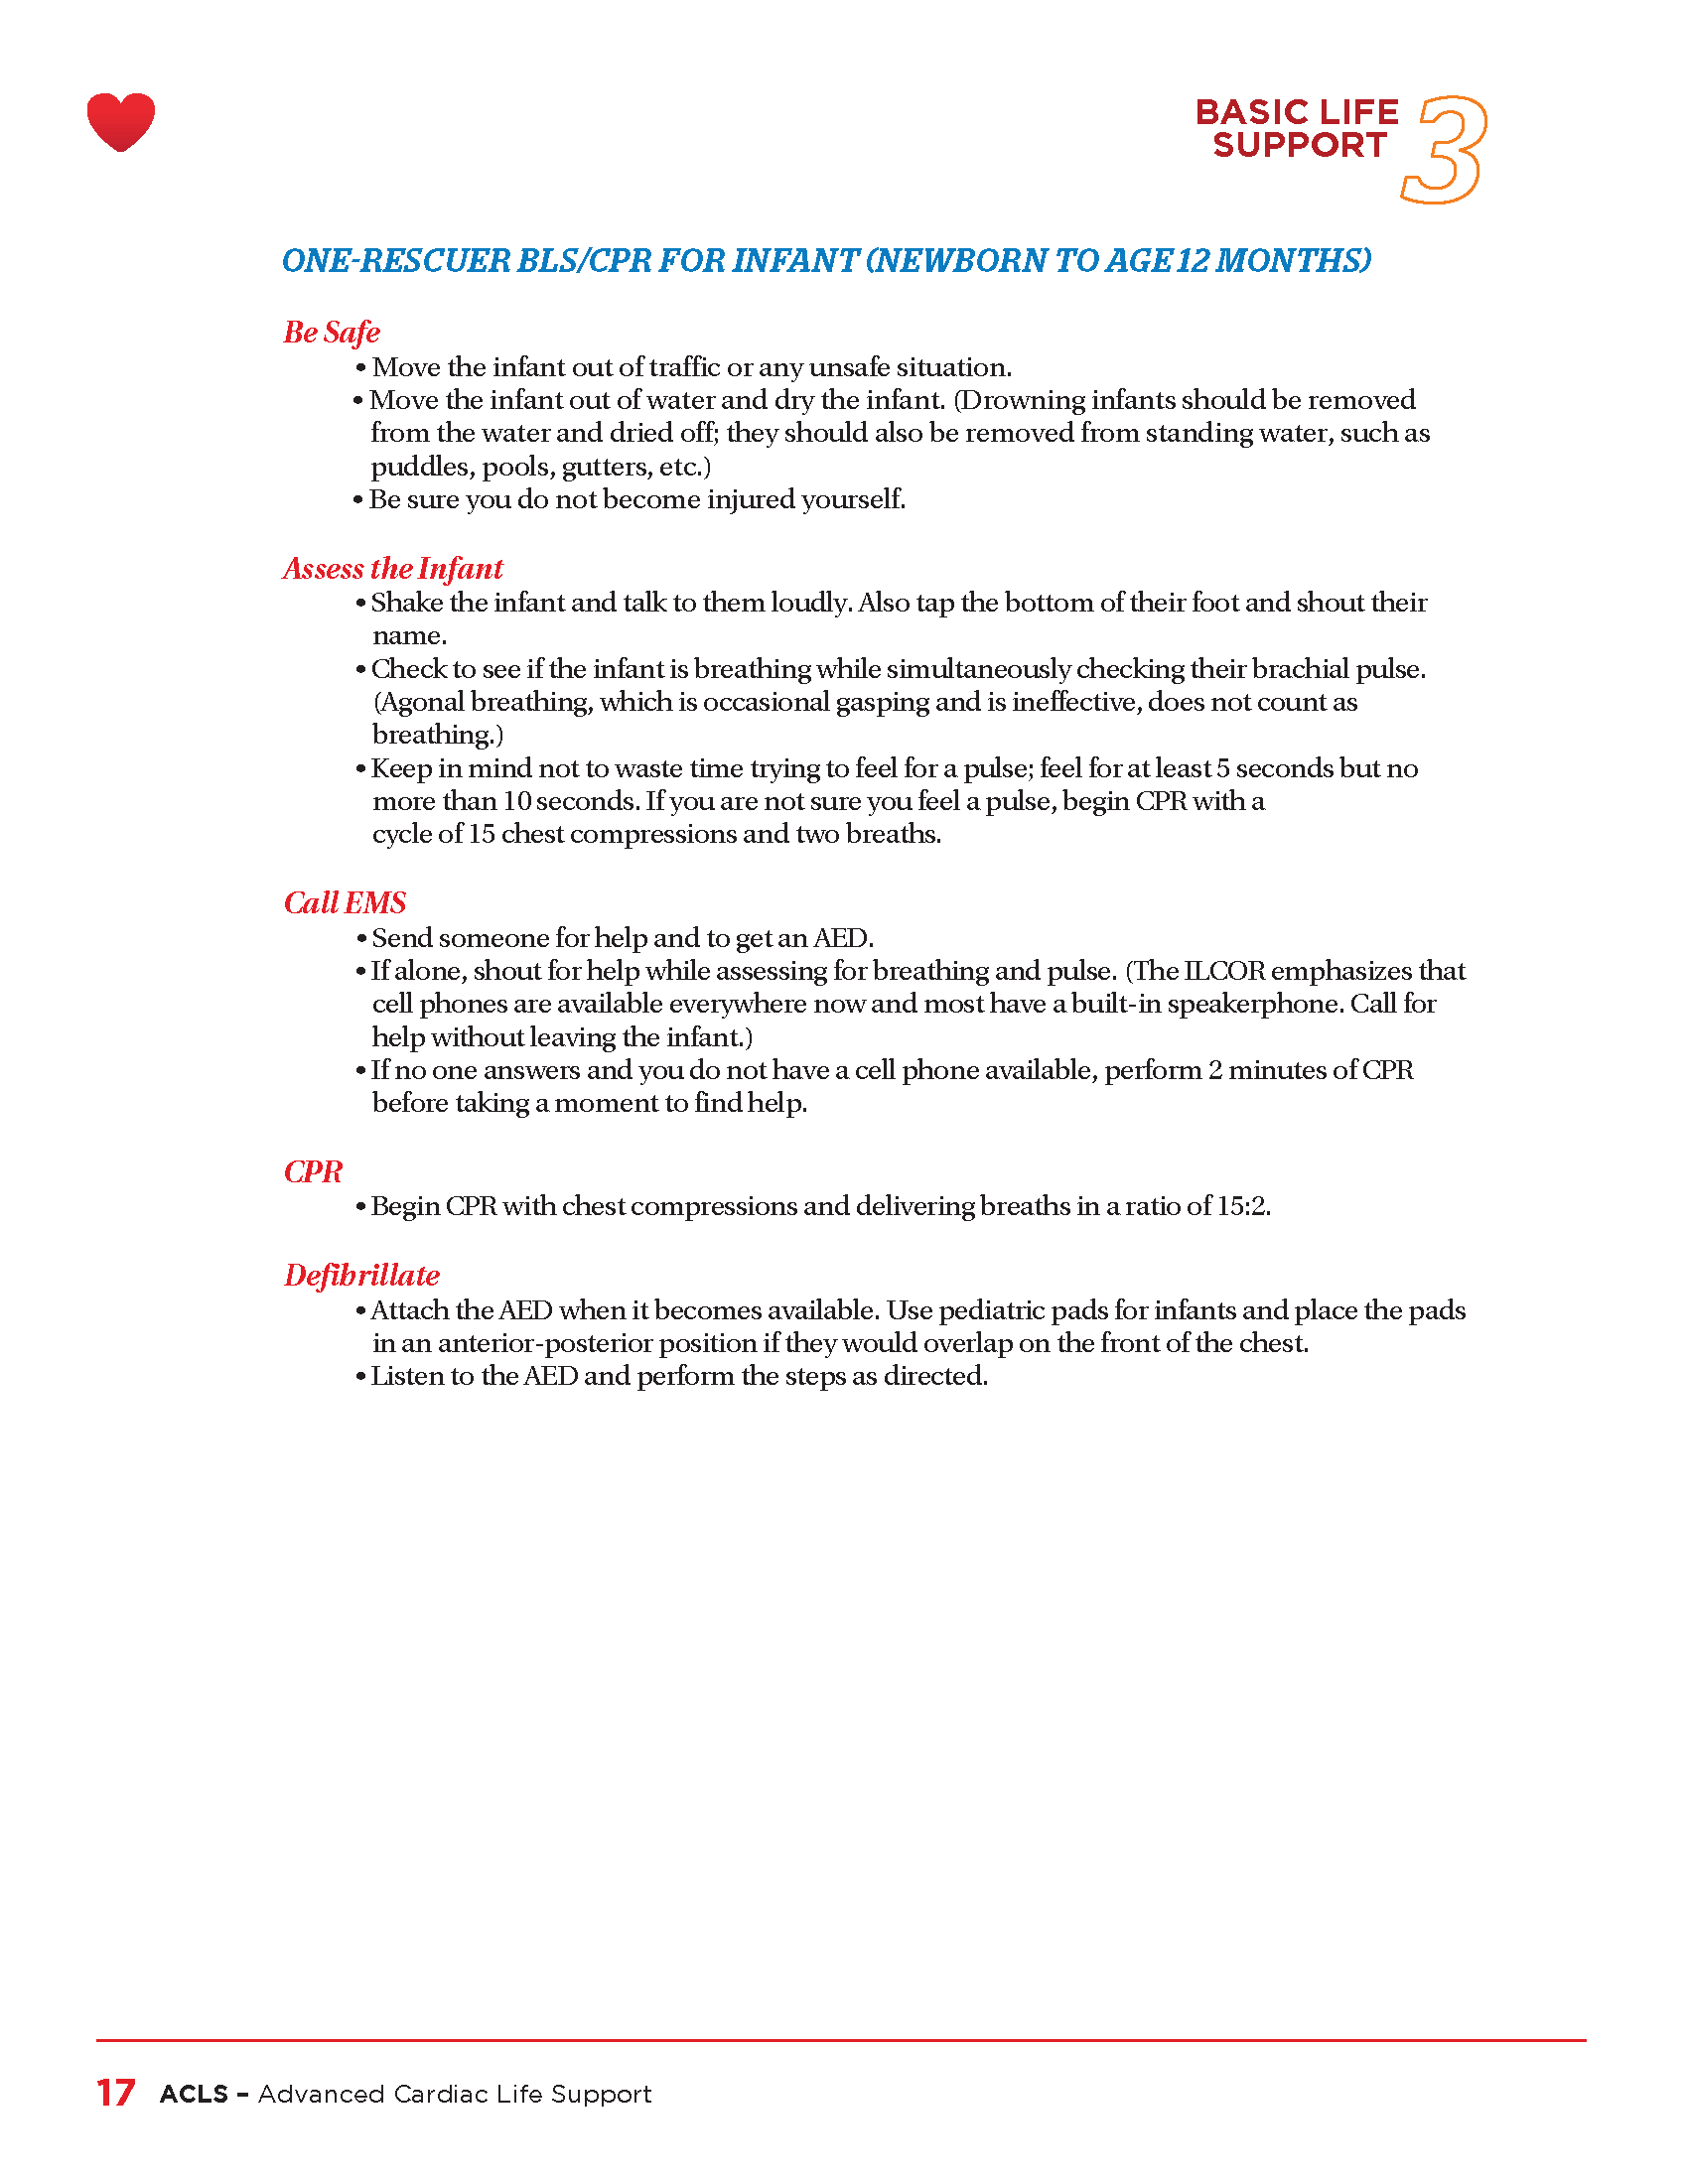 BASIC LIFE
SUPPORT
3
ONE-RESCUER BLS/CPR FOR INFANT (NEWBORN TO AGE 12 MONTHS)
Be Safe
• Move the infant out of traffic or any unsafe situation.
• Move the infant out of water and dry the infant. (Drowning infants should be removed
from the water and dried off; they should also be removed from standing water, such as
puddles, pools, gutters, etc.)
• Be sure you do not become injured yourself.
Assess the Infant
• Shake the infant and talk to them loudly. Also tap the bottom of their foot and shout their
name.
• Check to see if the infant is breathing while simultaneously checking their brachial pulse.
(Agonal breathing, which is occasional gasping and is ineffective, does not count as
breathing.)
• Keep in mind not to waste time trying to feel for a pulse; feel for at least 5 seconds but no
more than 10 seconds. If you are not sure you feel a pulse, begin CPR with a
cycle of 15 chest compressions and two breaths.
Call EMS
• Send someone for help and to get an AED.
• If alone, shout for help while assessing for breathing and pulse. (The ILCOR emphasizes that
cell phones are available everywhere now and most have a built-in speakerphone. Call for
help without leaving the infant.)
• If no one answers and you do not have a cell phone available, perform 2 minutes of CPR
before taking a moment to find help.
CPR
• Begin CPR with chest compressions and delivering breaths in a ratio of 15:2.
Defibrillate
• Attach the AED when it becomes available. Use pediatric pads for infants and place the pads
in an anterior-posterior position if they would overlap on the front of the chest.
• Listen to the AED and perform the steps as directed.
17 ACLS – Advanced Cardiac Life Support